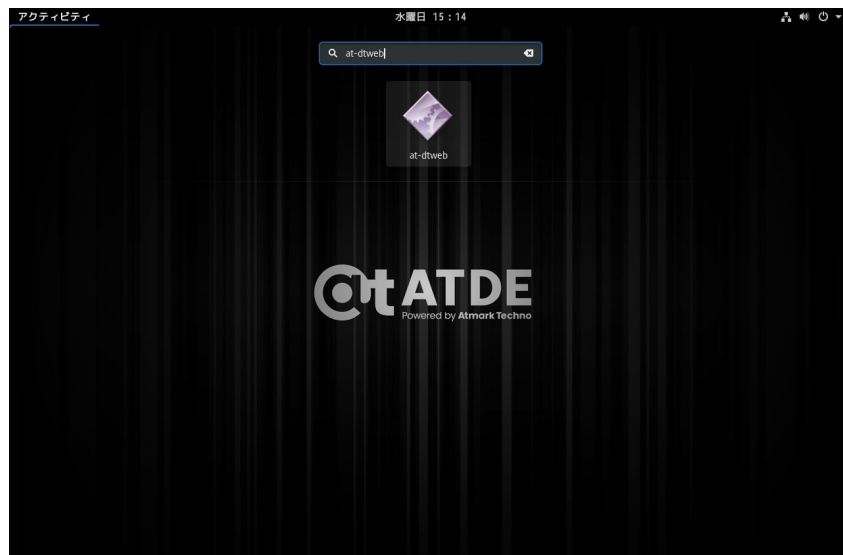 アクティビティ
水曜日 15：14
at-dtweb
at-dtweb
at ATDE
Powered by Atmark Techno